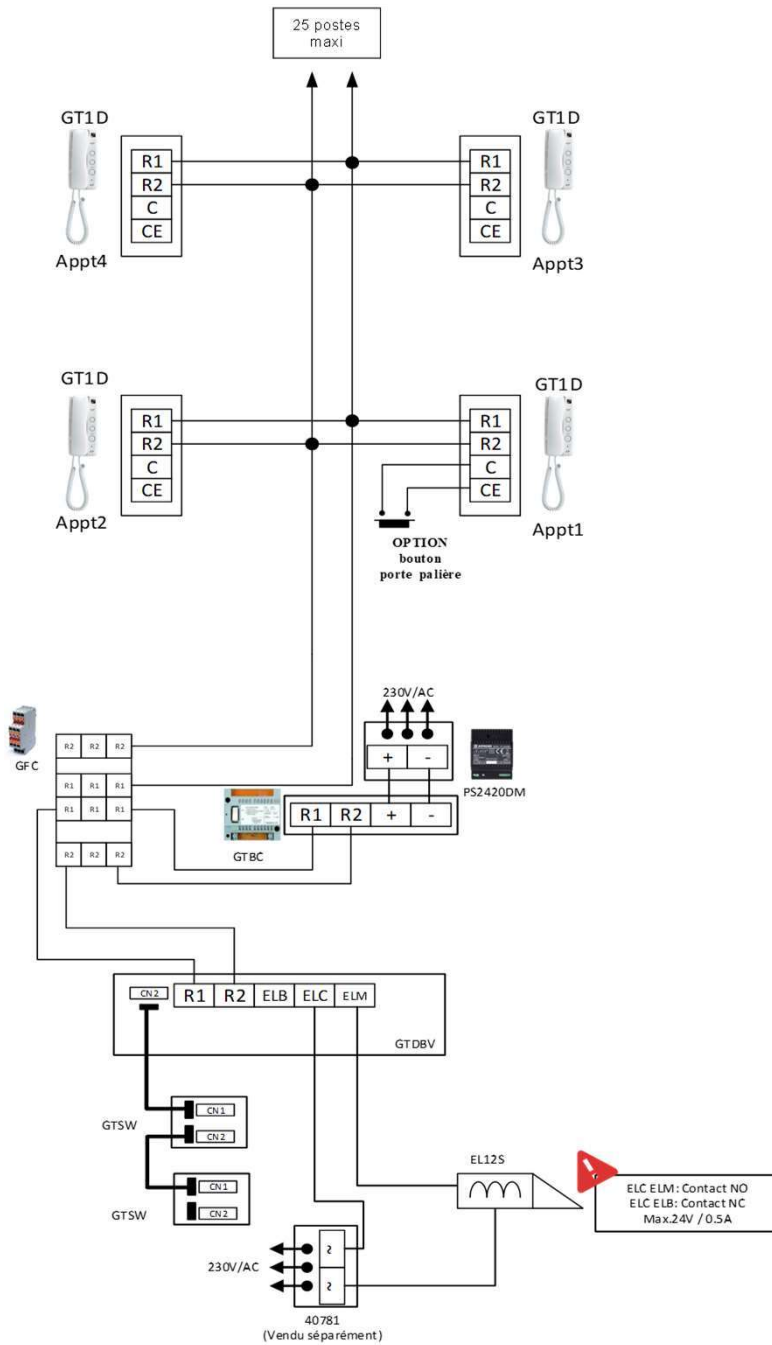 25 postes
maxi
GT1D
GT1D
R1
R2
C
CE
R1
R2
C
CE
Appt4
Appt3
GT1D
GT1D
R1
R2
C
CE
R1
R2
C
CE
Appt2
Appt1
OPTION
bouton
porte palière
230V/AC
GFC
R2 R2 R2
R1 R1 R1
R1 R1 R1
R2 R2 R2
+ -
PS2420DM
R1 R2 + -
GTBC
CN2 R1 R2 ELB ELC ELM
GTDBV
GTSW
CN1
CN2
GTSW
CN1
CN2
EL12S
ELC ELM: Contact NO
ELC ELB: Contact NC
Max.24V / 0.5A
230V/AC
~
~
40781
(Vendu séparément)